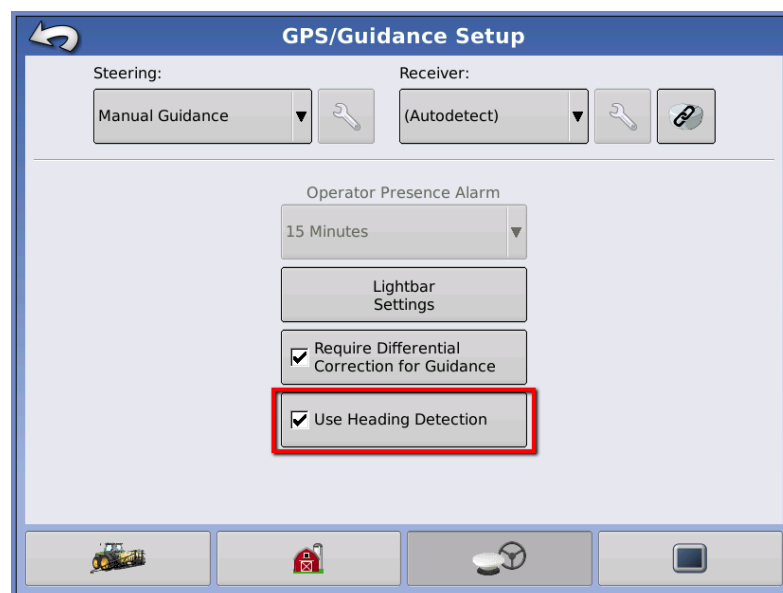 GPS/Guidance Setup
Steering:
Receiver:
Manual Guidance
(Autodetect)
Operator Presence Alarm
15 Minutes
Lightbar
Settings
Require Differential
Correction for Guidance
Use Heading Detection